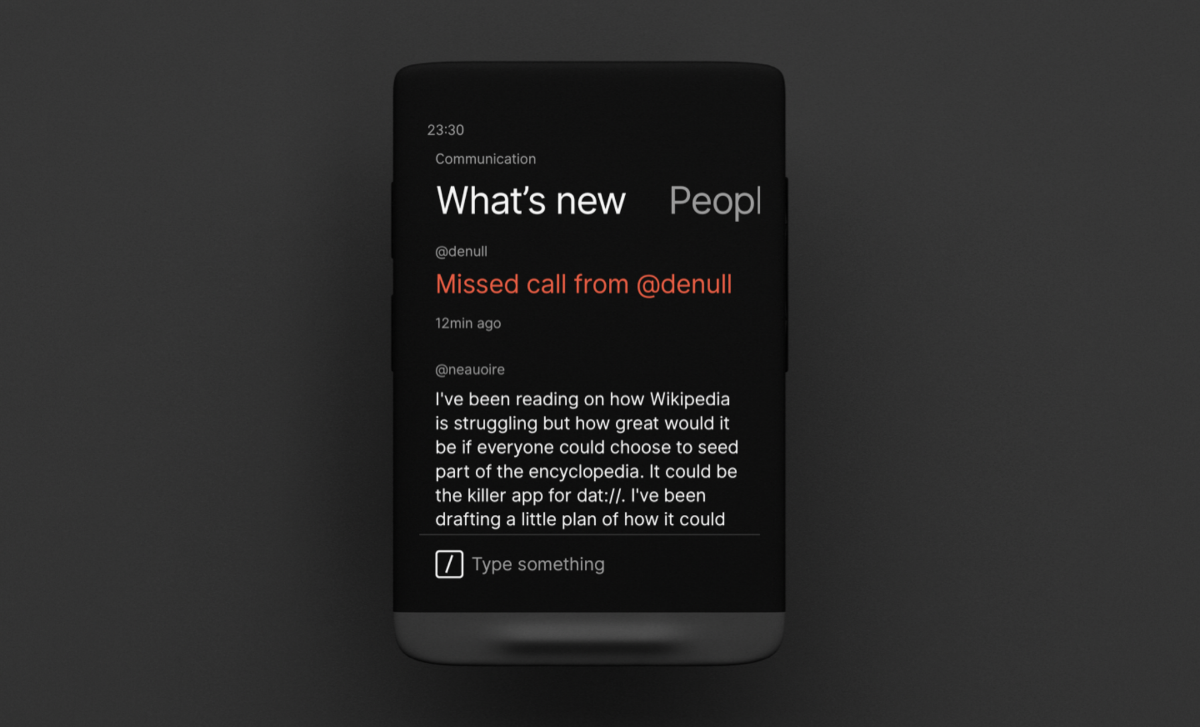 23:30
Communication
What’s new Peopl
@denull
Missed call from @denull
12min ago
@neauoire
I've been reading on how Wikipedia
is struggling but how great would it
be if everyone could choose to seed
part of the encyclopedia. It could be
the killer app for dat://. I've been
drafting a little plan of how it could
/ Type something